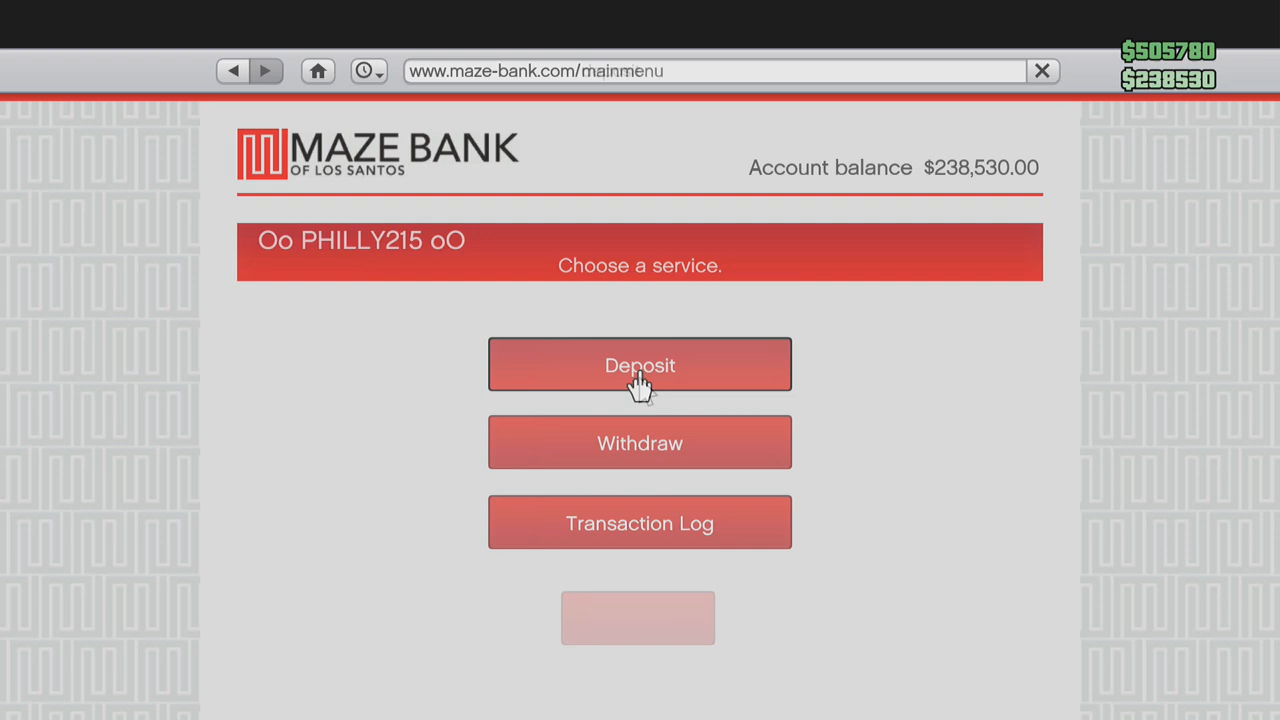 $505780
www.maze-bank.com/mainmenu
$238530
MAZE BANK
OF LOS SANTOS
Account balance $238,530.00
Oo PHILLY215 oO
Choose a service.
Deposit
Withdraw
Transaction Log